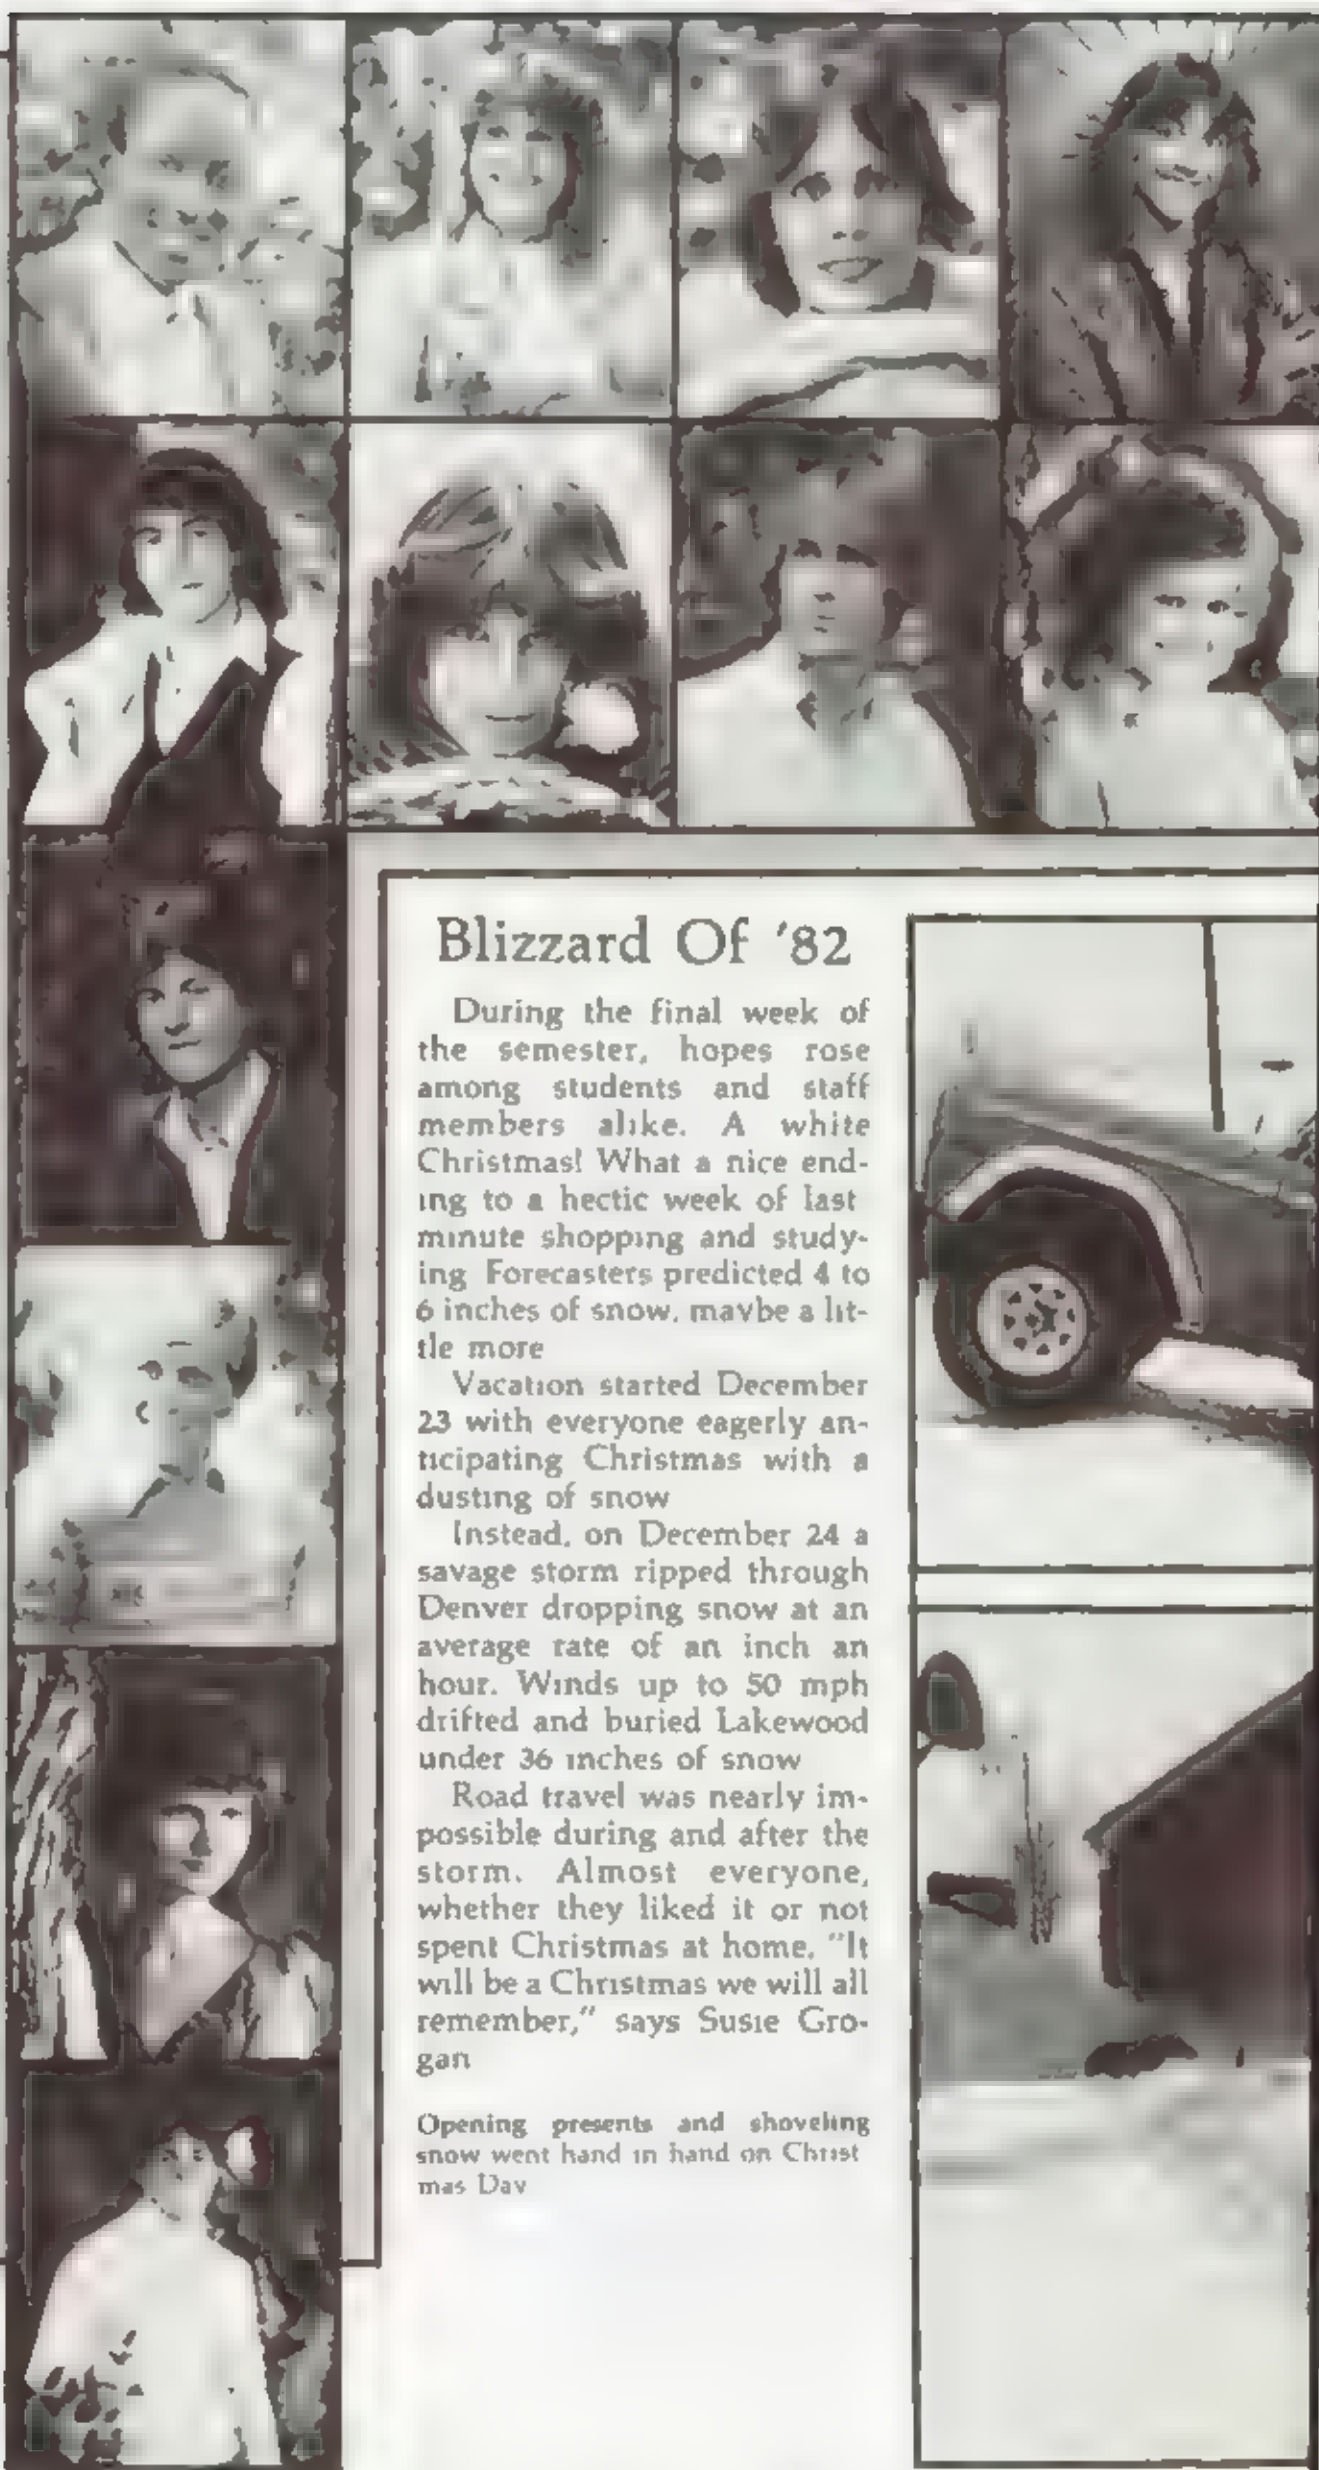 Blizzard Of '82
During the final week of
the semester, hopes rose
among students and staff
members alike. A white
Christmas! What a nice end-
ing to a hectic week of last
minute shopping and study-
ing Forecasters predicted 4 to
6 inches of snow, maybe a lit-
tle more
Vacation started December
23 with everyone eagerly an-
ticipating Christmas with a
dusting of snow
Instead, on December 24 a
savage storm ripped through
Denver dropping snow at an
average rate of an inch an
hour. Winds up to 50 mph
drifted and buried Lakewood
under 36 inches of snow
Road travel was nearly im-
possible during and after the
storm. Almost everyone,
whether they liked it or not
spent Christmas at home. "It
will be a Christmas we will all
remember," says Susie Gro-
gan
Opening presents and shoveling
snow went hand in hand on Christ
mas Day